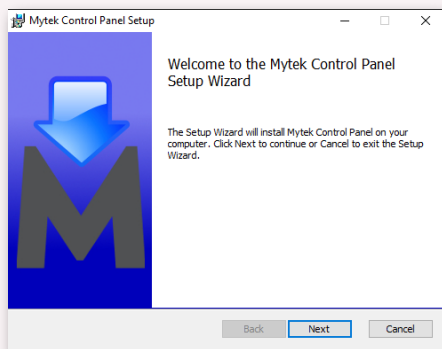 Mytek Control Panel Setup
Welcome to the Mytek Control Panel
Setup Wizard
The Setup Wizard will install Mytek Control Panel on your
computer. Click Next to continue or Cancel to exit the Setup
Wizard.
M
Back Next Cancel